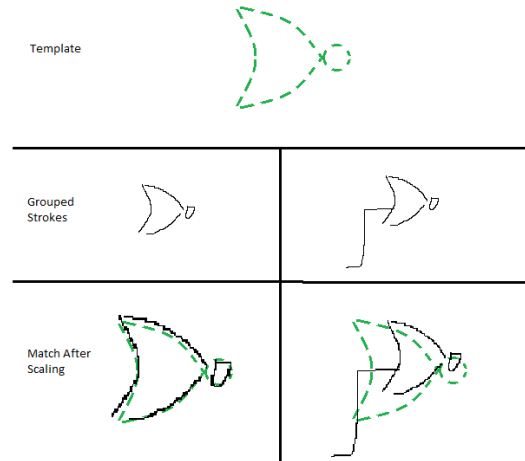 Template
Grouped
Strokes
Match After
Scaling